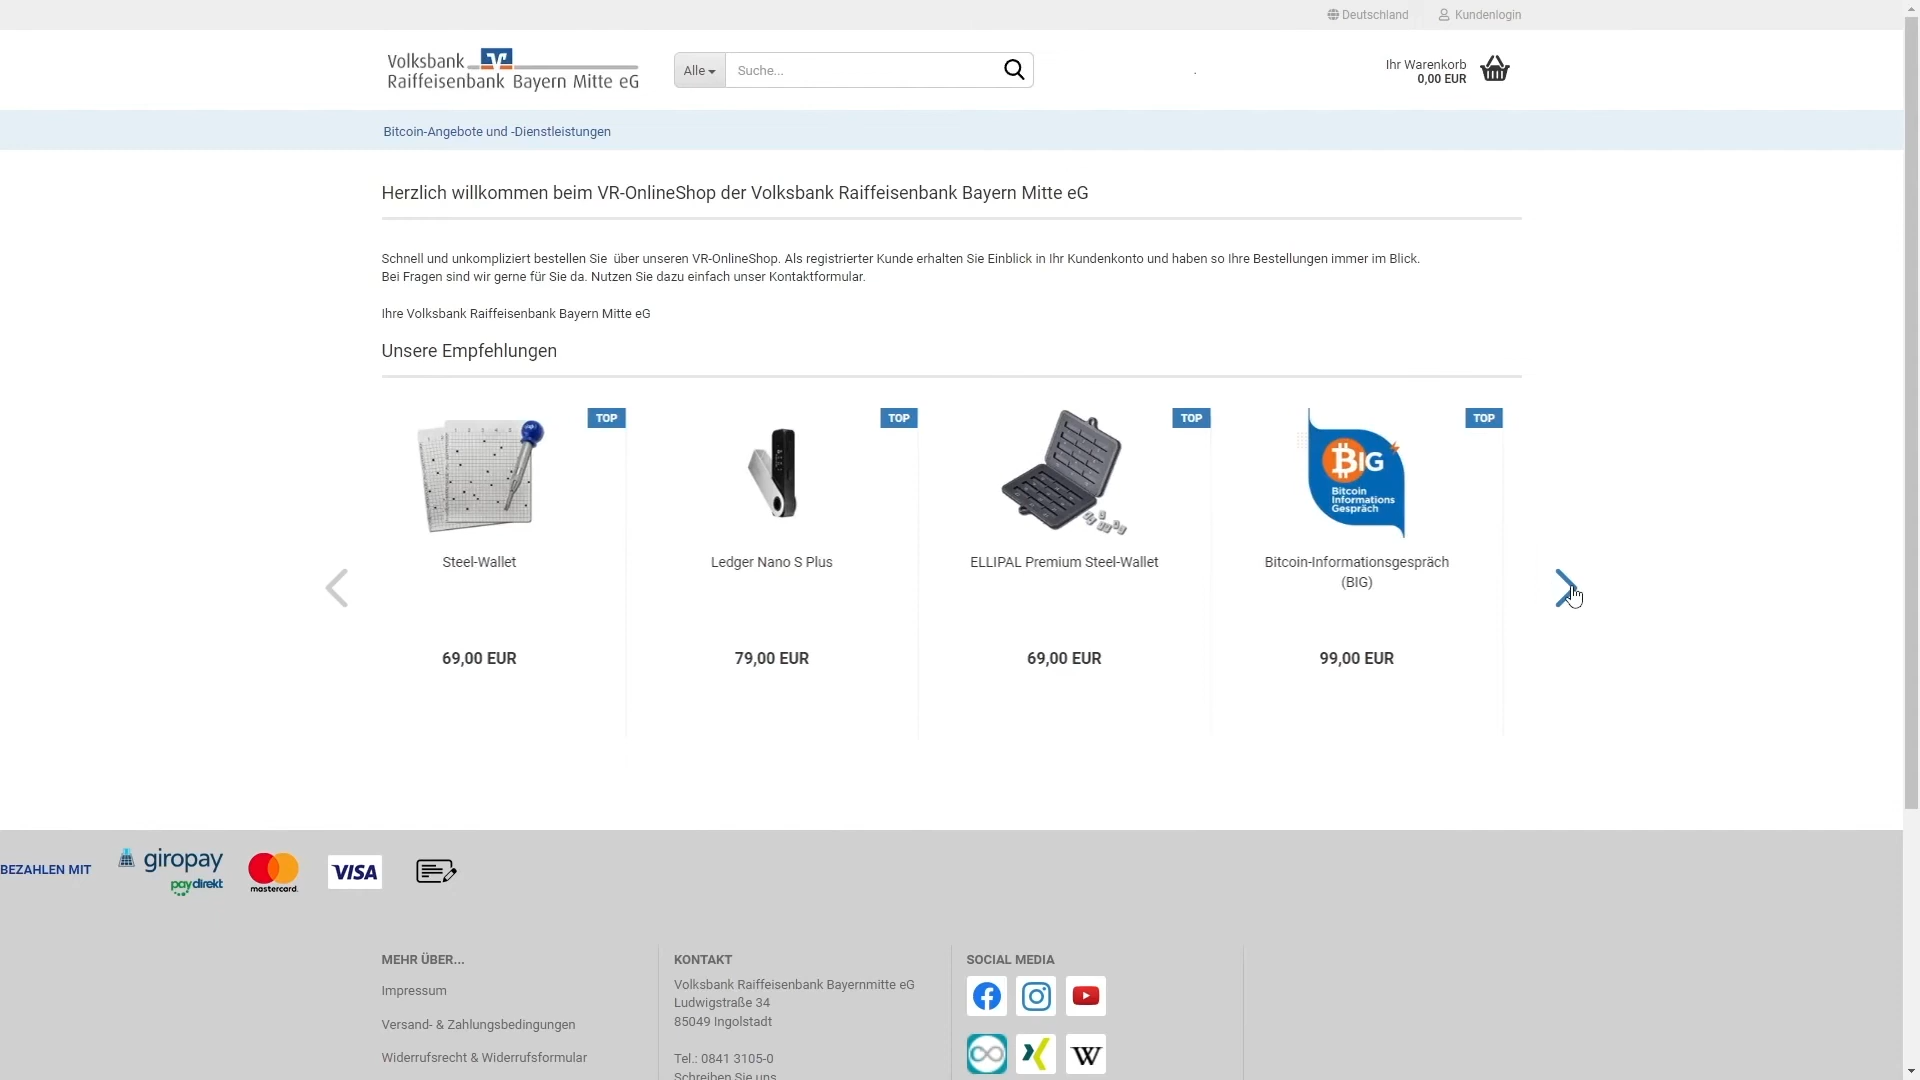 Deutschland
Kundenlogin
Volksbank
Raiffeisenbank Bayern Mitte eG
Alle
Suche...
Ihr Warenkorb
0,00 EUR
Bitcoin-Angebote und -Dienstleistungen
Herzlich willkommen beim VR-OnlineShop der Volksbank Raiffeisenbank Bayern Mitte eG
Schnell und unkompliziert bestellen Sie über unseren VR-OnlineShop. Als registrierter Kunde erhalten Sie Einblick in Ihr Kundenkonto und haben so Ihre Bestellungen immer im Blick.
Bei Fragen sind wir gerne für Sie da. Nutzen Sie dazu einfach unser Kontaktformular.
Ihre Volksbank Raiffeisenbank Bayern Mitte eG
Unsere Empfehlungen
TOP
TOP
TOP
TOP
BIG
Bitcoin
Informations
Gespräch
Steel-Wallet
Ledger Nano S Plus
ELLIPAL Premium Steel-Wallet
Bitcoin-Informationsgespräch
(BIG)
69,00 EUR
79,00 EUR
69,00 EUR
99,00 EUR
BEZAHLEN MIT
giropay
paydirekt
mastercard
VISA
MEHR ÜBER...
Impressum
Versand- & Zahlungsbedingungen
Widerrufsrecht & Widerrufsformular
KONTAKT
Volksbank Raiffeisenbank Bayernmitte eG
Ludwigstraße 34
85049 Ingolstadt
Tel.: 0841 3105-0
Schreiben Sie uns
SOCIAL MEDIA
W